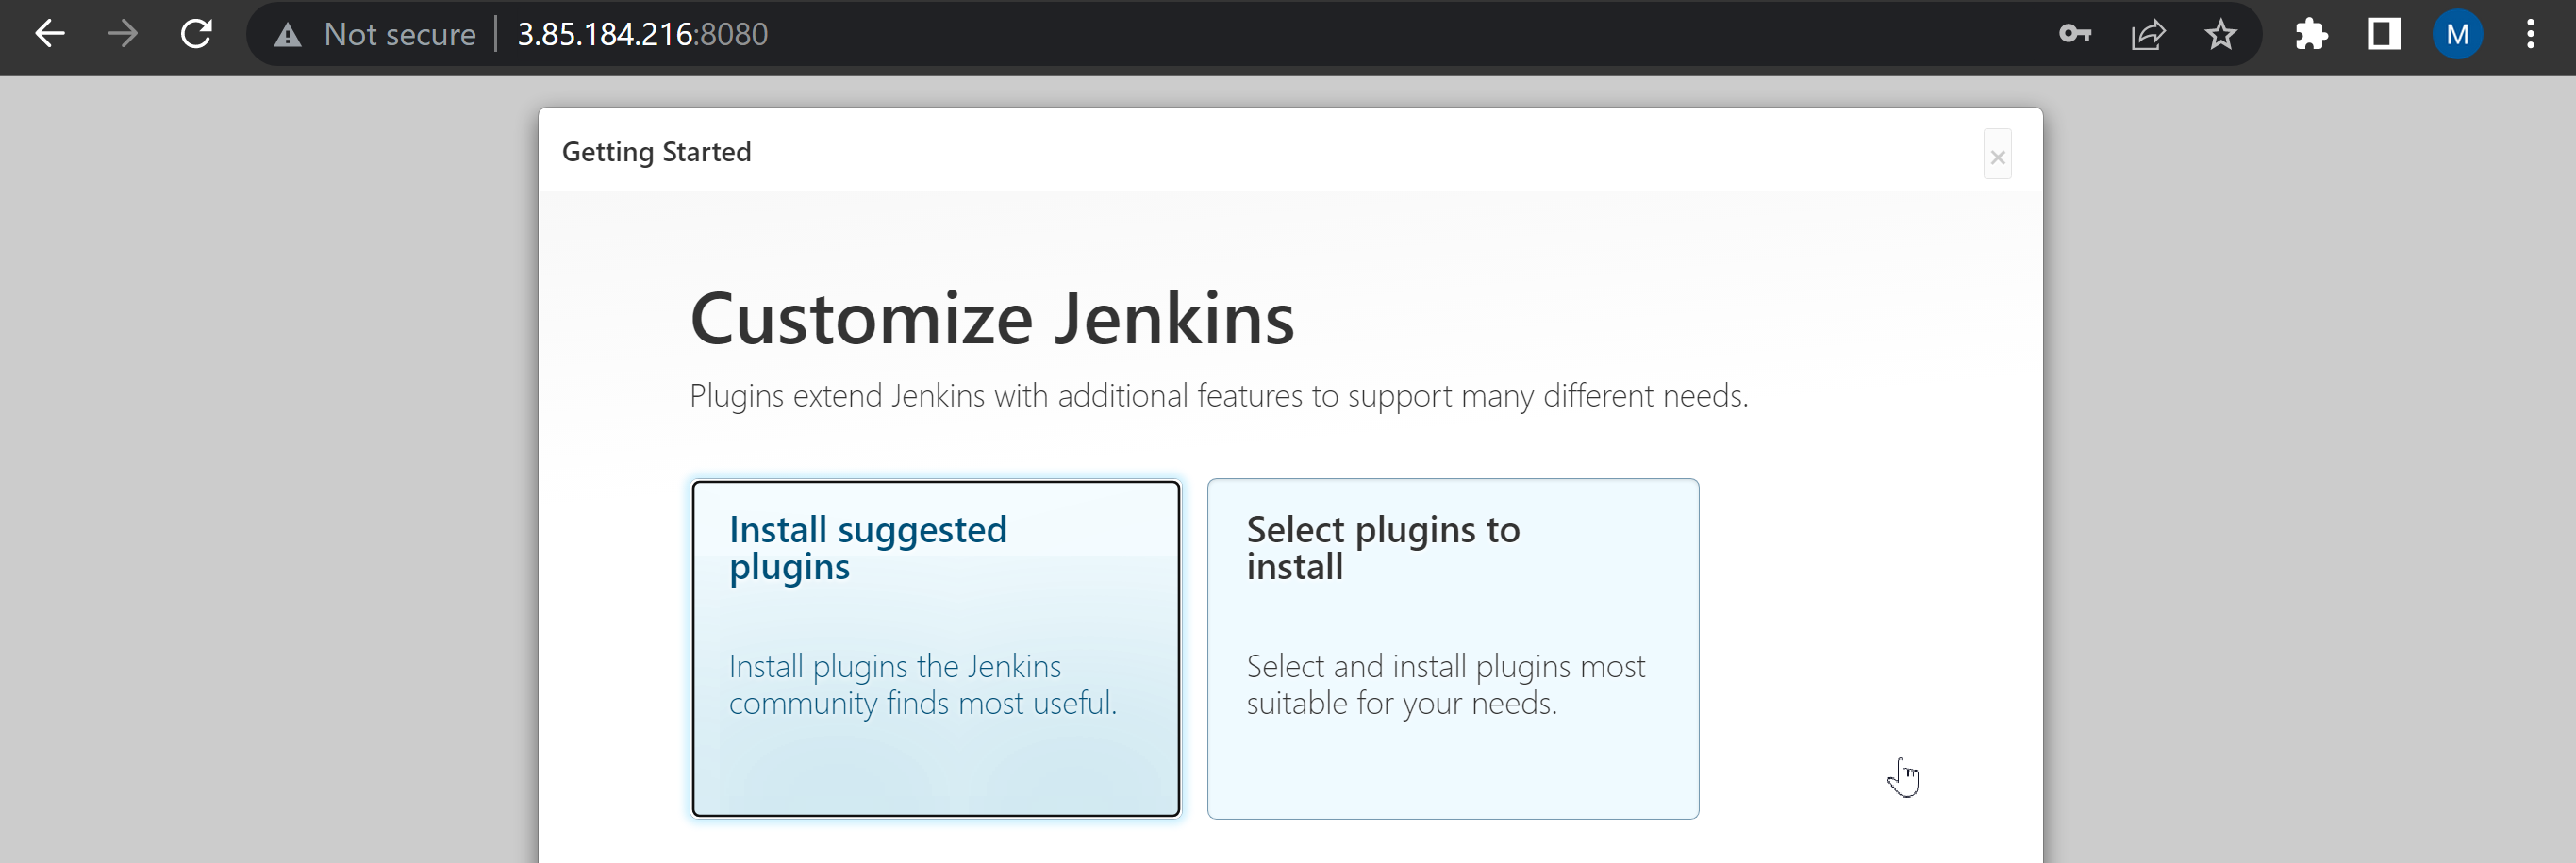 Not secure 3.85.184.216:8080
M
Getting Started
×
Customize Jenkins
Plugins extend Jenkins with additional features to support many different needs.
Install suggested
plugins
Install plugins the Jenkins
community finds most useful.
Select plugins to
install
Select and install plugins most
suitable for your needs.